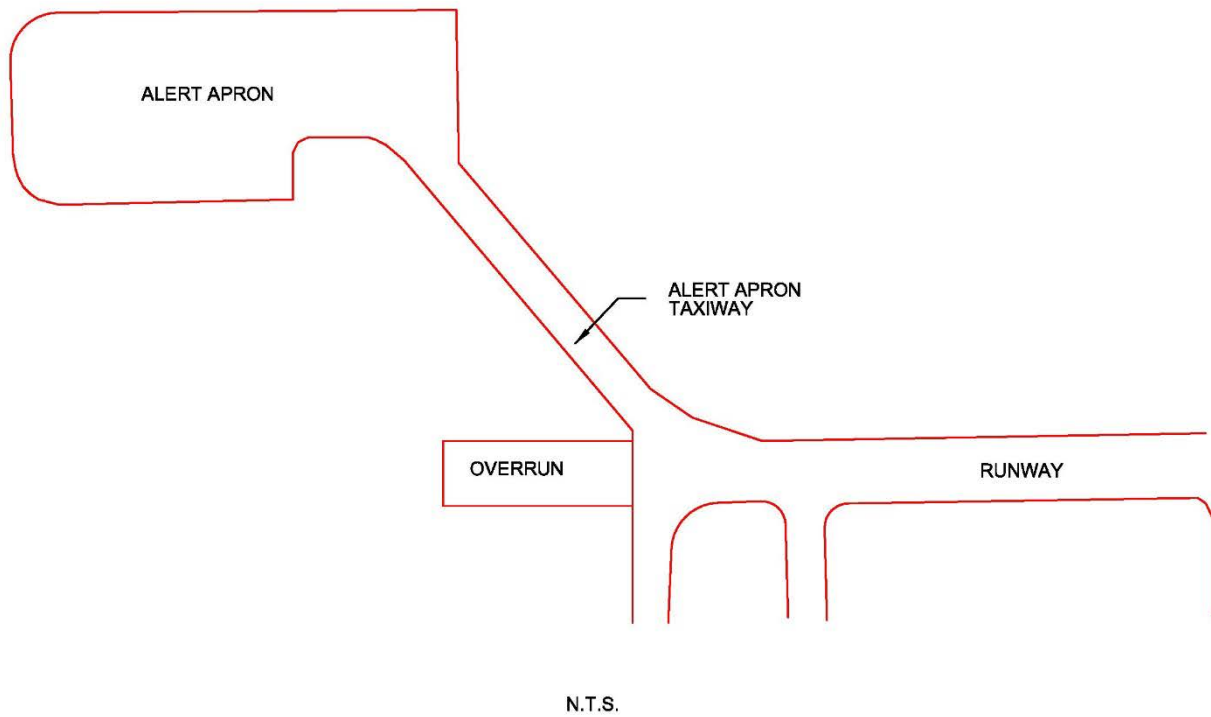 ALERT APRON
ALERT APRON
TAXIWAY
OVERRUN
RUNWAY
N.T.S.